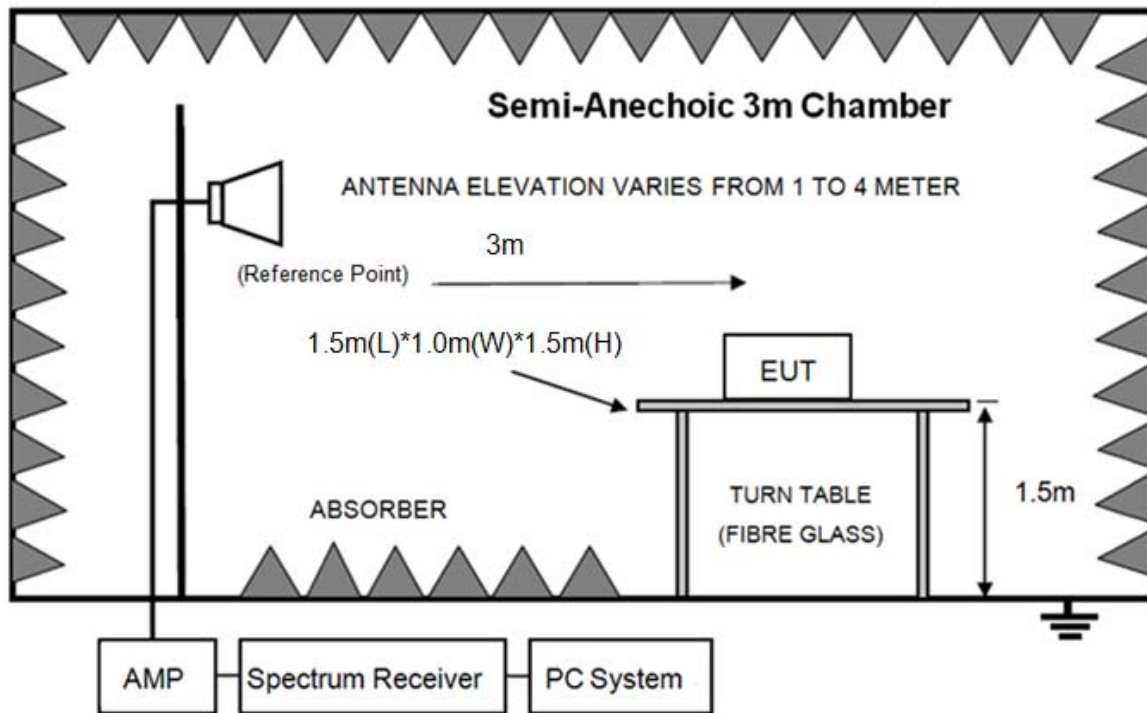 Semi-Anechoic 3m Chamber
ANTENNA ELEVATION VARIES FROM 1 TO 4 METER
3m
(Reference Point)
1.5m(L)*1.0m(W)*1.5m(H)
EUT
1.5m
TURN TABLE
(FIBRE GLASS)
ABSORBER
AMP
Spectrum Receiver
PC System